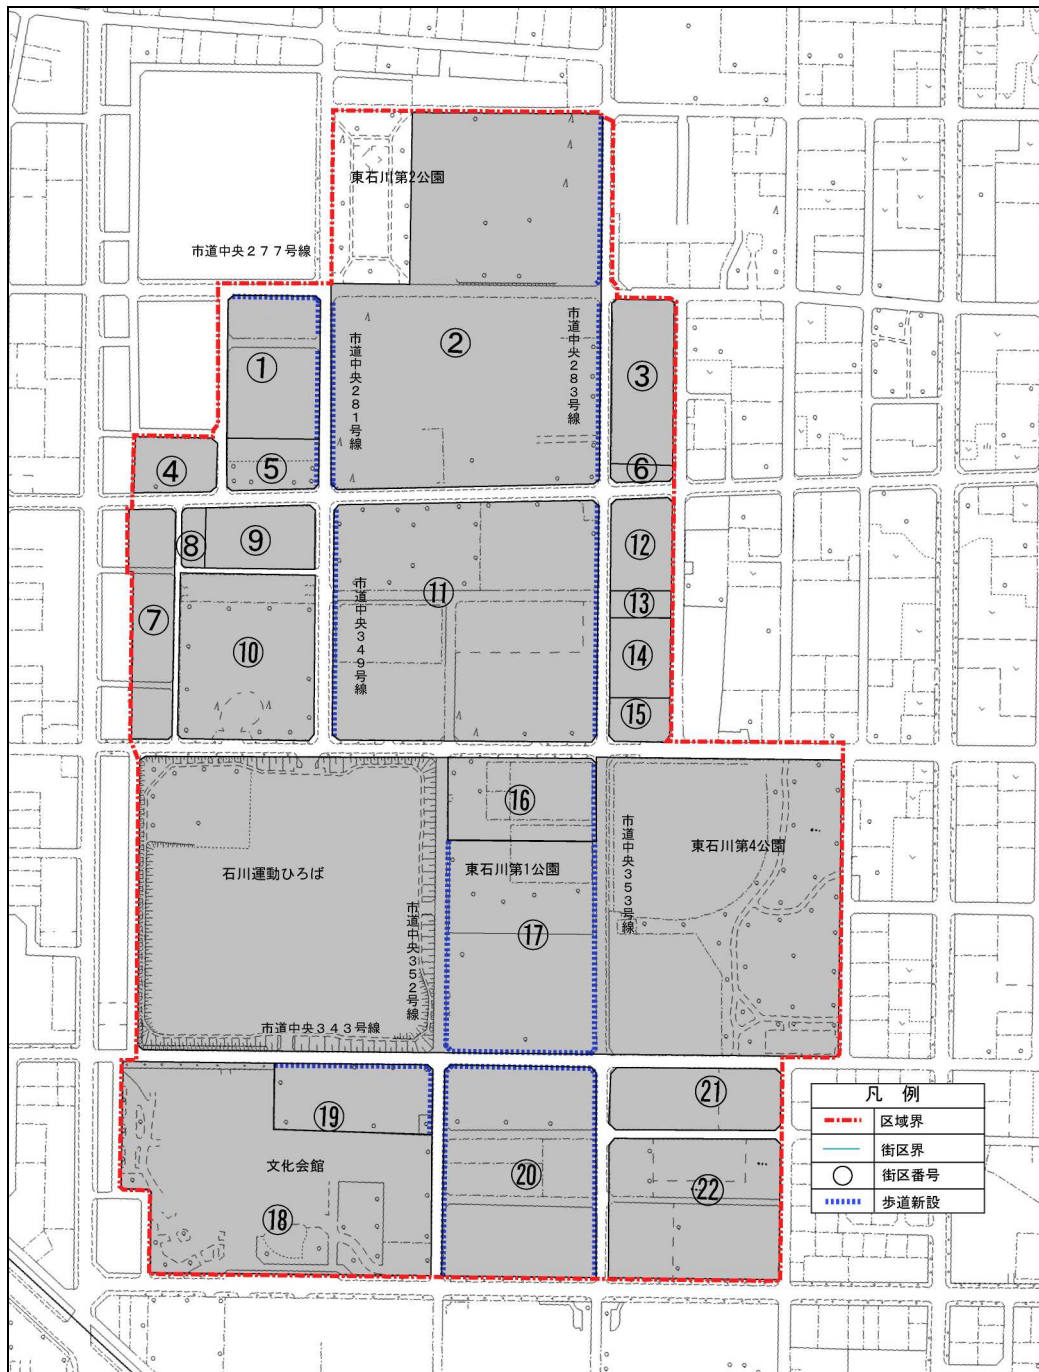 東石川第2公園
市道中央277号線
①
②
市道中央281号線
市道中央283号線
③
④
⑤
⑥
⑦
⑧
⑨
⑩
⑪
市道中央349号線
⑫
⑬
⑭
⑮
⑯
石川運動ひろば
東石川第1公園
市道中央353号線
東石川第4公園
市道中央352号線
⑰
市道中央343号線
⑲
文化会館
⑱
⑳
㉑
㉒
凡 例
区域界
街区界
街区番号
歩道新設